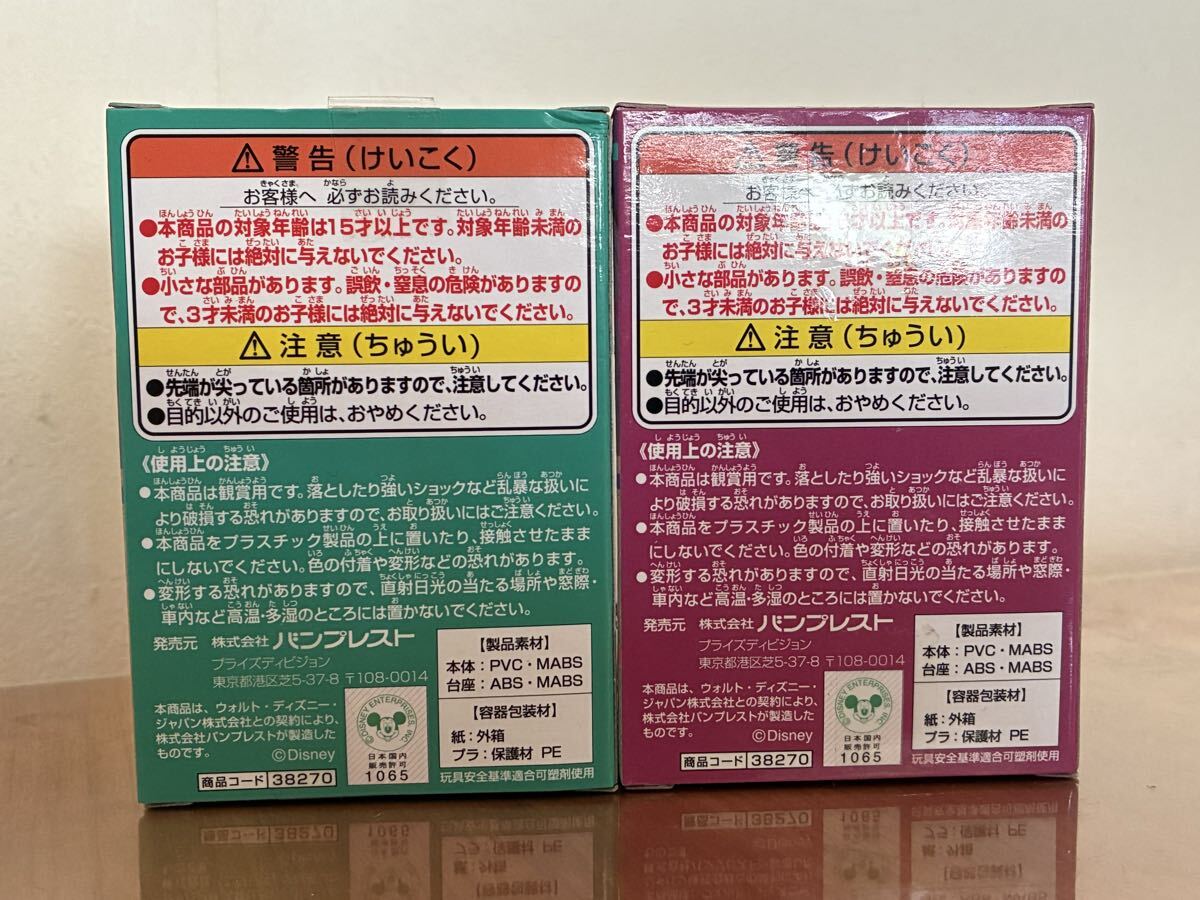 ⚠警告(けいこく)
お客様へ 必ずお読みください。
●本商品の対象年齢は15才以上です。対象年齢未満の
お子様には絶対に与えないでください。
●小さな部品があります。誤飲・窒息の危険がありますの
で、3才未満のお子様には絶対に与えないでください。
⚠注意(ちゅうい)
●先端が尖っている箇所がありますので、注意してください。
●目的以外のご使用は、おやめください。
《使用上の注意》
●本商品は観賞用です。落としたり強いショックなど乱暴な扱いに
より破損する恐れがありますので、お取り扱いにはご注意ください。
●本商品をプラスチック製品の上に置いたり、接触させたまま
にしないでください。色の付着や変形などの恐れがあります。
●変形する恐れがありますので、直射日光の当たる場所や窓際・
車内など高温・多湿のところには置かないでください。
発売元 株式会社 バンプレスト
プライズディビジョン
東京都港区芝5-37-8 〒108-0014
本商品は、ウォルト・ディズニー・
ジャパン株式会社との契約により、
株式会社バンプレストが製造した
ものです。
©Disney
商品コード 38270
©DISNEY ENTERPRISES, INC.
日本国内
販売許可
1065
【製品素材】
本体:PVC・MABS
台座:ABS・MABS
【容器包装材】
紙:外箱
プラ:保護材 PE
玩具安全基準適合可塑剤使用
⚠警告(けいこく)
お客様へ 必ずお読みください。
●本商品の対象年齢は 才以上です。対象年齢未満の
お子様には絶対に与えないでください。
●小さな部品があります。誤飲・窒息の危険がありますの
で、3才未満のお子様には絶対に与えないでください。
⚠注意(ちゅうい)
●先端が尖っている箇所がありますので、注意してください。
●目的以外のご使用は、おやめください。
《使用上の注意》
●本商品は観賞用です。落としたり強いショックなど乱暴な扱いに
より破損する恐れがありますので、お取り扱いにはご注意ください。
●本商品をプラスチック製品の上に置いたり、接触させたまま
にしないでください。色の付着や変形などの恐れがあります。
●変形する恐れがありますので、直射日光の当たる場所や窓際・
車内など高温・多湿のところには置かないでください。
発売元 株式会社 バンプレスト
プライズディビジョン
東京都港区芝5-37-8 〒108-0014
本商品は、ウォルト・ディズニー・
ジャパン株式会社との契約により、
株式会社バンプレストが製造した
ものです。
©Disney
商品コード 38270
©DISNEY ENTERPRISES, INC.
日本国内
販売許可
1065
【製品素材】
本体:PVC・MABS
台座:ABS・MABS
【容器包装材】
紙:外箱
プラ:保護材 PE
玩具安全基準適合可塑剤使用